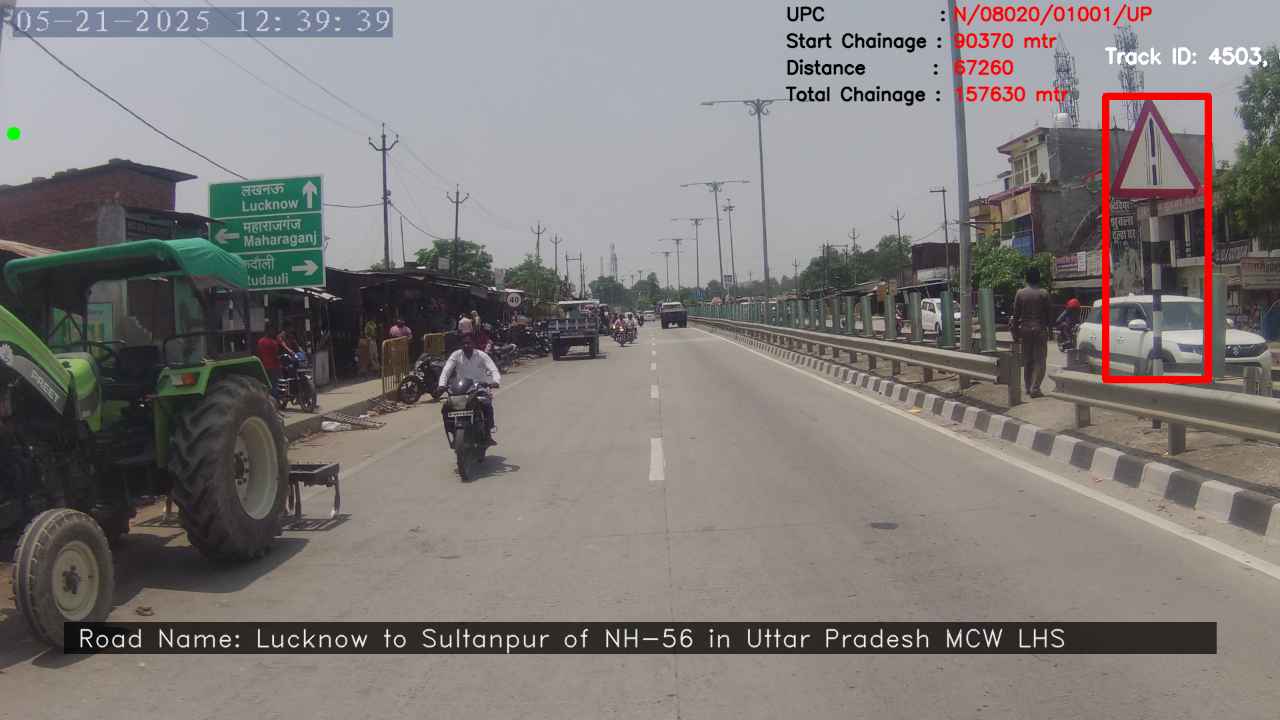 05-21-2025 12:39:39
UPC : N/08020/01001/UP
Start Chainage : 90370 mtr
Distance : 67260
Total Chainage : 157630 mtr
Track ID: 4503,
लखनऊ
Lucknow
महाराजगंज
Maharaganj
रुदौली
Rudauli
40
PREET
Road Name: Lucknow to Sultanpur of NH-56 in Uttar Pradesh MCW LHS